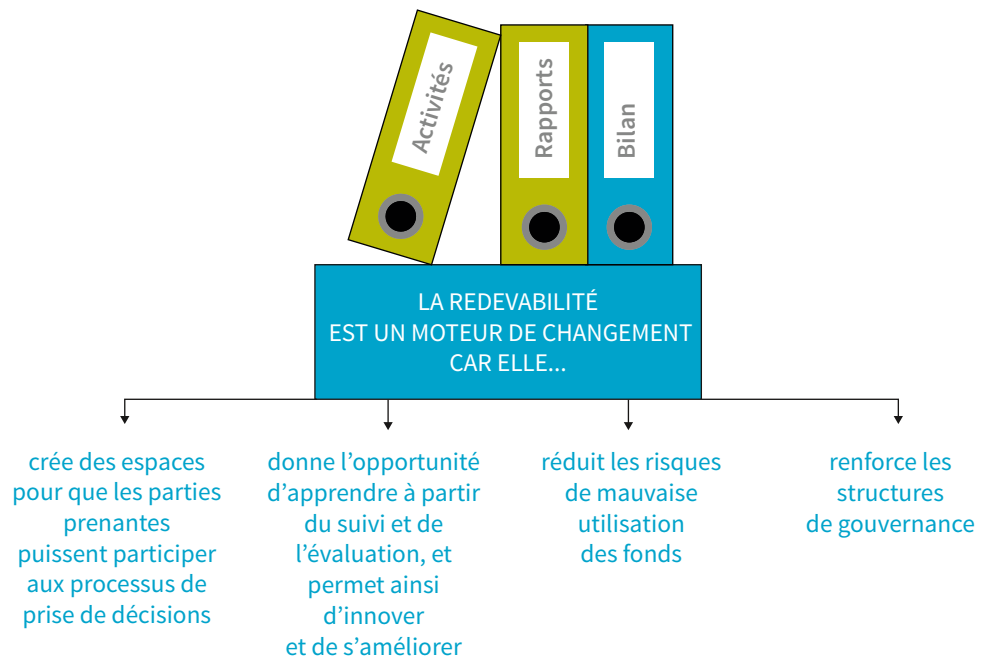 Activités
Rapports
Bilan
LA REDEVABILITÉ
EST UN MOTEUR DE CHANGEMENT
CAR ELLE...
crée des espaces
pour que les parties
prenantes
puissent participer
aux processus de
prise de décisions
donne l’opportunité
d’apprendre à partir
du suivi et de
l’évaluation, et
permet ainsi
d’innover
et de s’améliorer
réduit les risques
de mauvaise
utilisation
des fonds
renforce les
structures
de gouvernance